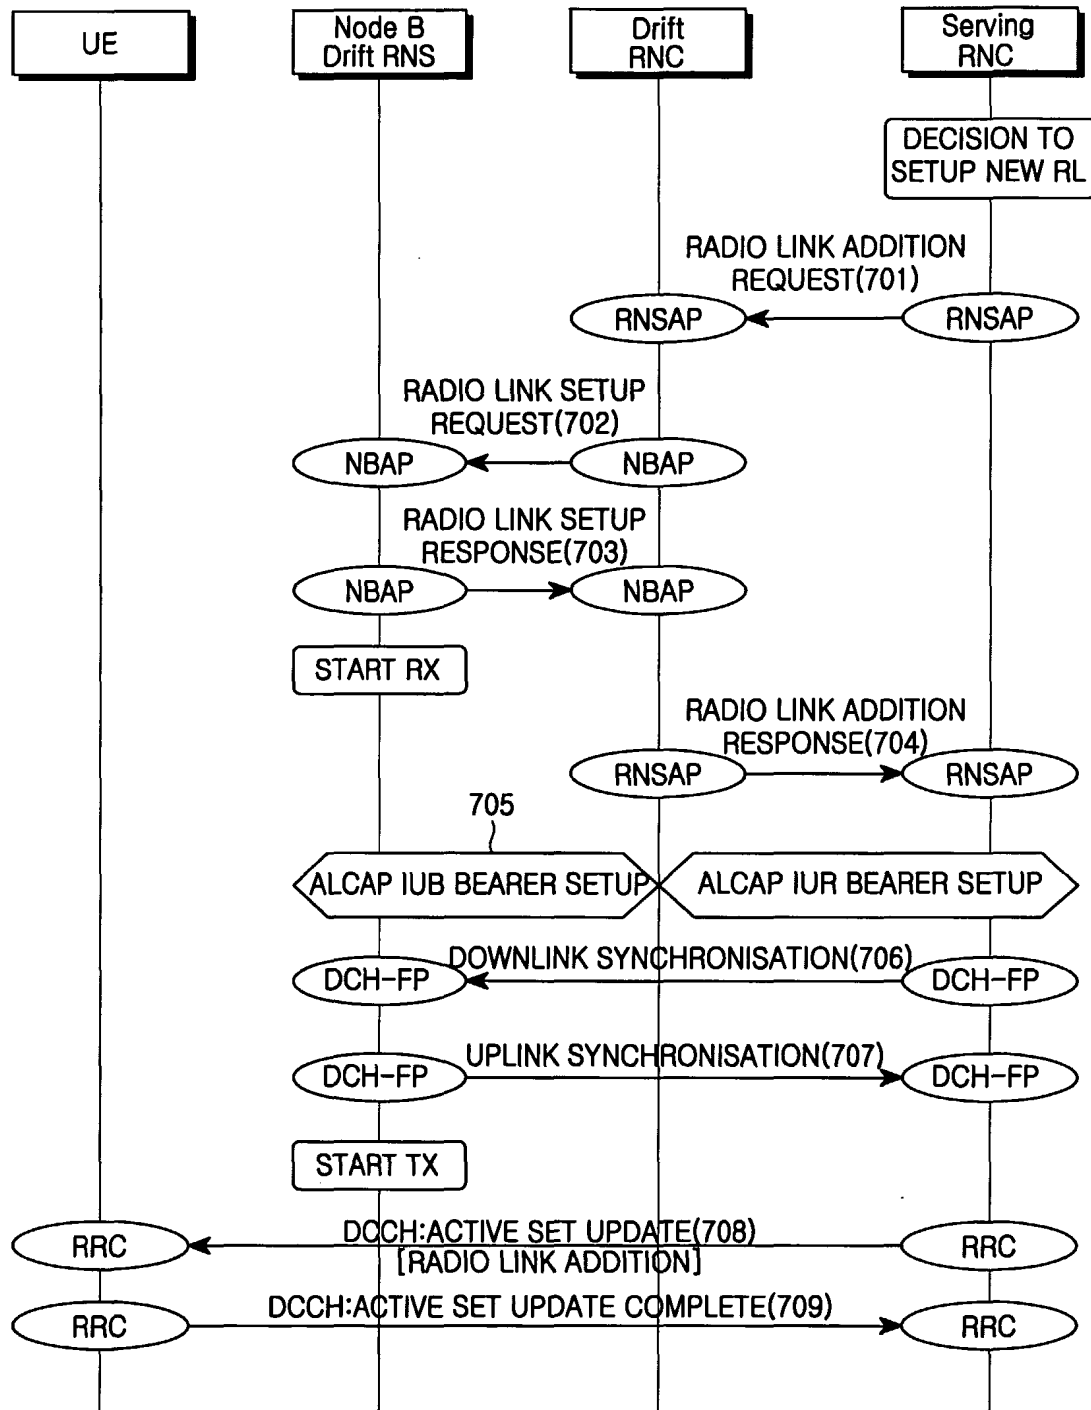 UE
Node B
Drift RNS
Drift
RNC
Serving
RNC
DECISION TO
SETUP NEW RL
RADIO LINK ADDITION
REQUEST(701)
RNSAP
RNSAP
RADIO LINK SETUP
REQUEST(702)
NBAP
NBAP
RADIO LINK SETUP
RESPONSE(703)
NBAP
NBAP
START RX
RADIO LINK ADDITION
RESPONSE(704)
RNSAP
RNSAP
705
ALCAP IUB BEARER SETUP
ALCAP IUR BEARER SETUP
DOWNLINK SYNCHRONISATION(706)
DCH-FP
DCH-FP
UPLINK SYNCHRONISATION(707)
DCH-FP
DCH-FP
START TX
DCCH:ACTIVE SET UPDATE(708)
RRC
RRC
[RADIO LINK ADDITION]
DCCH:ACTIVE SET UPDATE COMPLETE(709)
RRC
RRC